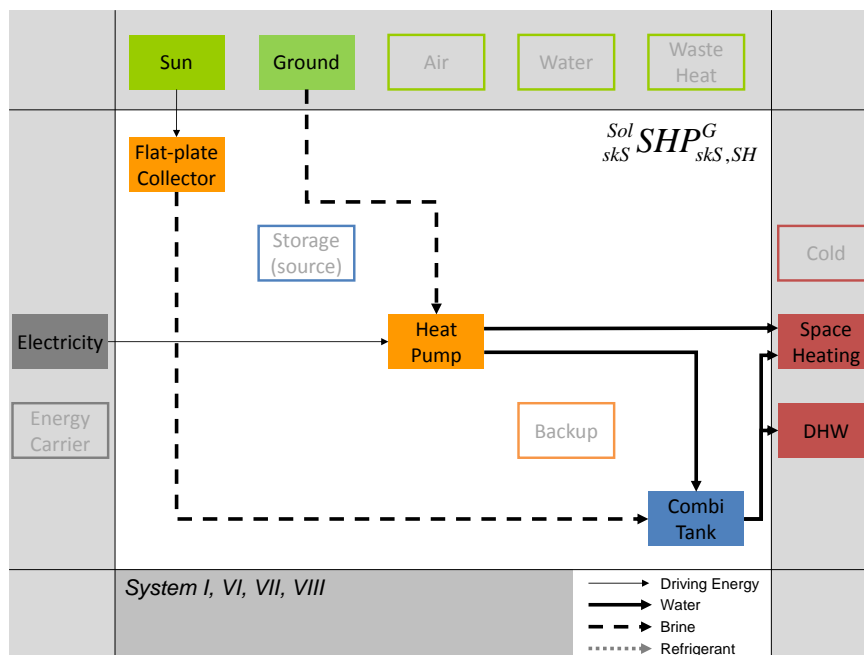 Sun
Ground
Air
Water
Waste
Heat
Flat-plate
Collector
Sol
skS SHP G
skS,SH
Storage
(source)
Cold
Electricity
Heat
Pump
Space
Heating
Energy
Carrier
Backup
DHW
Combi
Tank
System I, VI, VII, VIII
Driving Energy
Water
Brine
Refrigerant